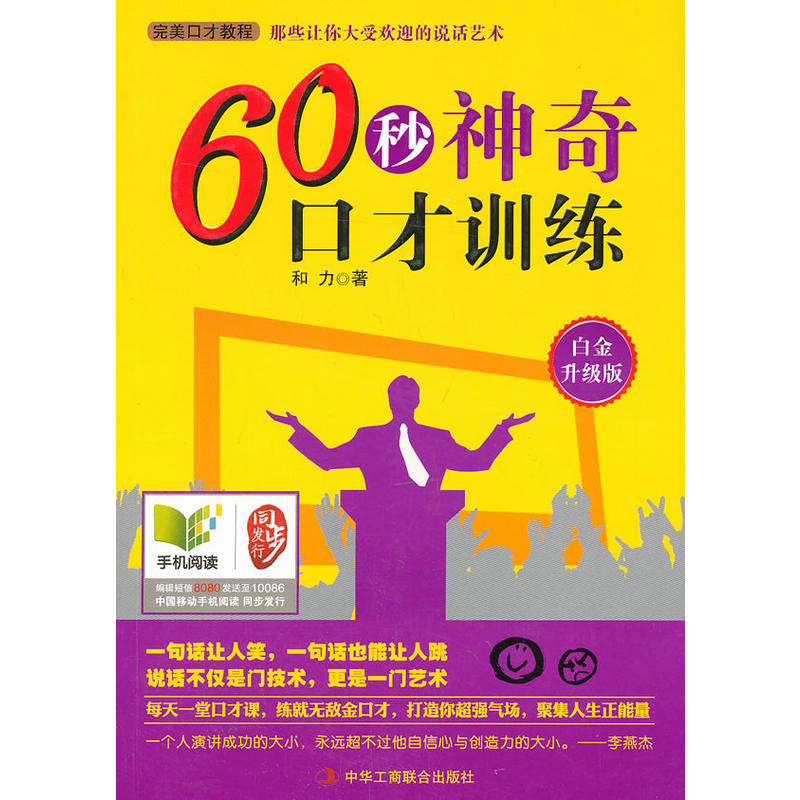 完美口才教程 那些让你大受欢迎的说话艺术
60秒神奇
口才训练
和 力◎著
白金
升级版
手机阅读
同步
发行
编辑短信8080发送至10086
中国移动手机阅读 同步发行
一句话让人笑，一句话也能让人跳
说话不仅是门技术，更是一门艺术
每天一堂口才课，练就无敌金口才，打造你超强气场，聚集人生正能量
一个人演讲成功的大小，永远超不过他自信心与创造力的大小。——李燕杰
中华工商联合出版社